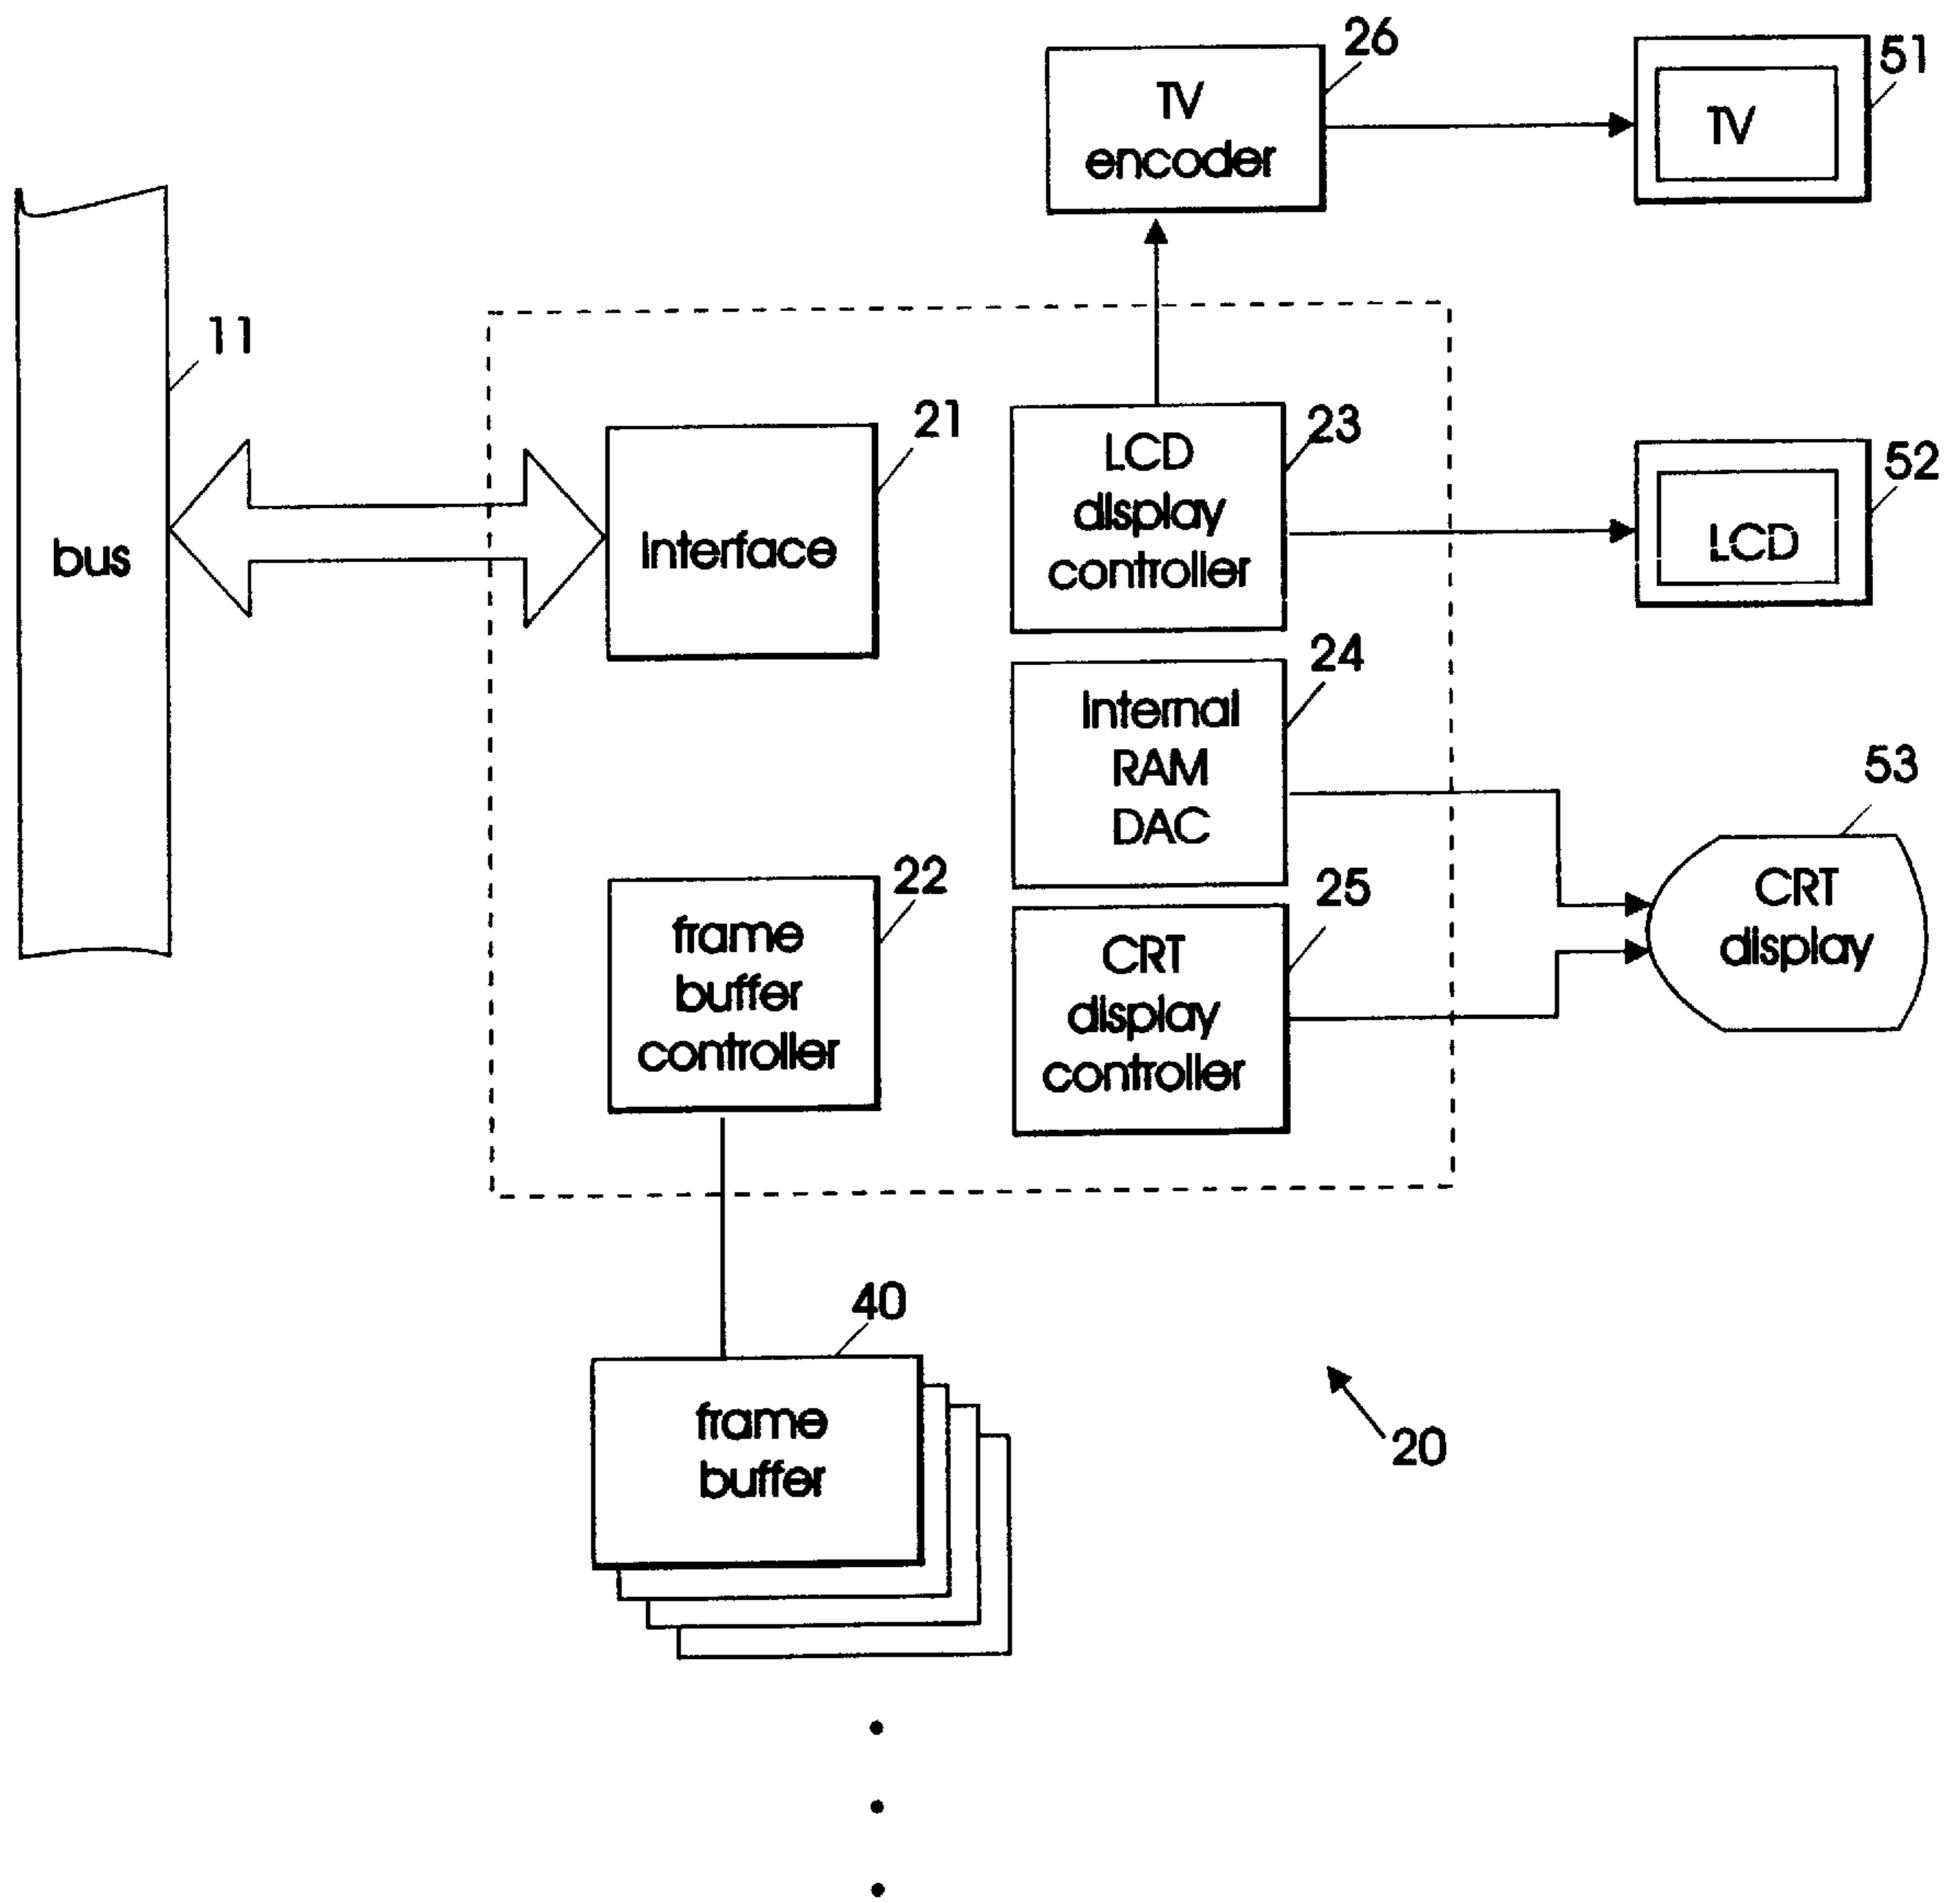 26
TV
encoder
51
TV
11
bus
21
Interface
23
LCD
display
controller
52
LCD
24
Internal
RAM
DAC
53
CRT
display
22
frame
buffer
controller
25
CRT
display
controller
40
frame
buffer
20